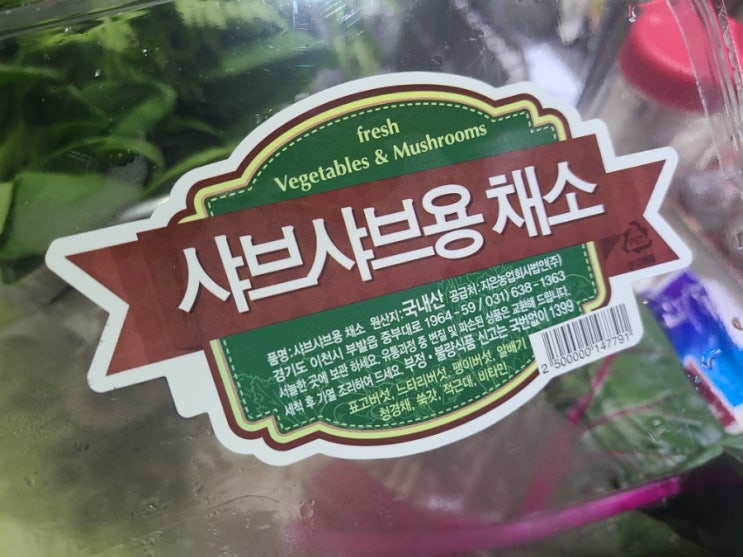 fresh
Vegetables & Mushrooms
샤브샤브용 채소
품명:샤브샤브용 채소 원산지:국내산 공급처:지은농업회사법인(주)
경기도 이천시 부발읍 중부대로 1964-59 / 031) 638-1363
서늘한 곳에 보관 하세요. 유통과정 중 변질 및 파손된 상품은 교환해 드립니다.
세척 후 가열 조리하여 드세요. 부정·불량식품 신고는 국번없이 1399
표고버섯, 느타리버섯, 팽이버섯, 알배기
청경채, 쑥갓, 적근대, 비타민
2 500000 147791
PET